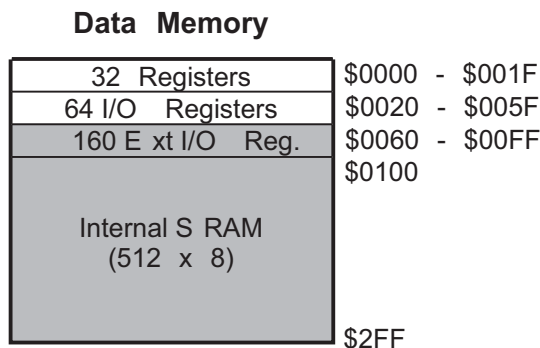 Data Memory
32 Registers $0000 - $001F
64 I/O Registers $0020 - $005F
160 E xt I/O Reg. $0060 - $00FF
$0100
Internal S RAM
(512 x 8)
$2FF